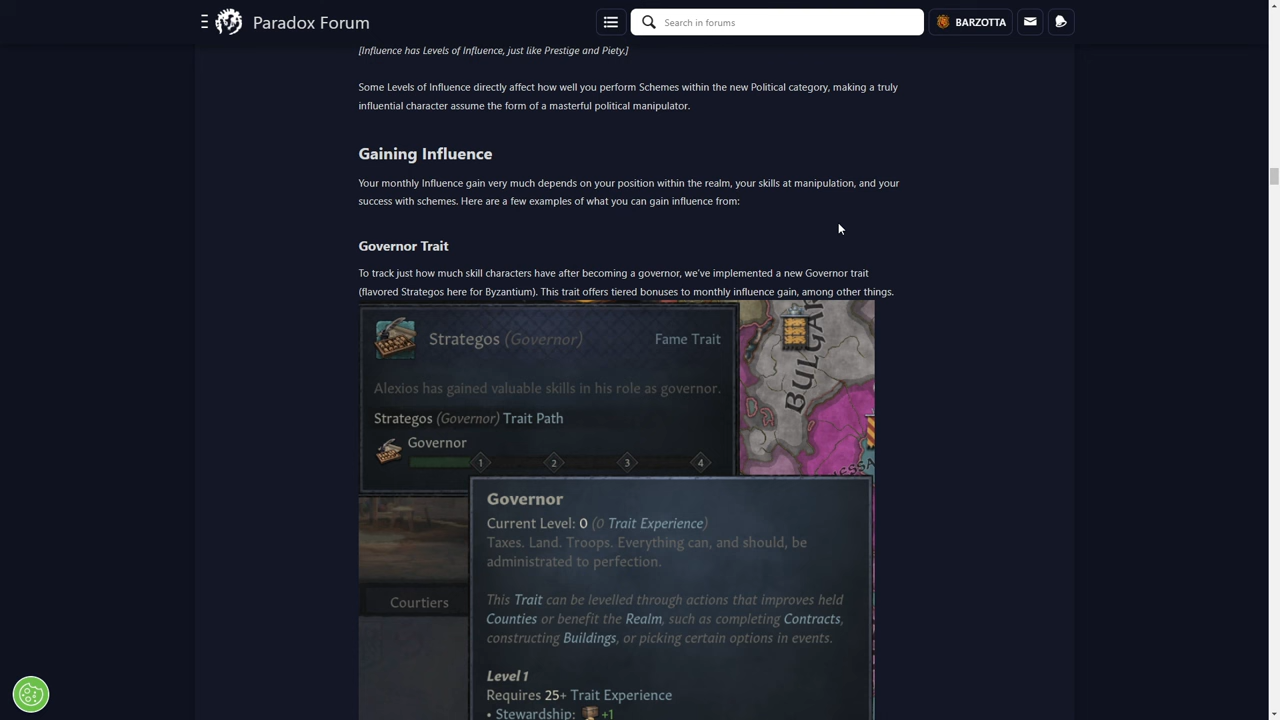 Paradox Forum
Search in forums
BARZOTTA
[Influence has Levels of Influence, just like Prestige and Piety.]
Some Levels of Influence directly affect how well you perform Schemes within the new Political category, making a truly
influential character assume the form of a masterful political manipulator.
Gaining Influence
Your monthly Influence gain very much depends on your position within the realm, your skills at manipulation, and your
success with schemes. Here are a few examples of what you can gain influence from:
Governor Trait
To track just how much skill characters have after becoming a governor, we've implemented a new Governor trait
(flavored Strategos here for Byzantium). This trait offers tiered bonuses to monthly influence gain, among other things.
Strategos (Governor)
Fame Trait
Alexios has gained valuable skills in his role as governor.
Strategos (Governor) Trait Path
Governor
1 2 3 4
BULGAR
ESSA
Governor
Current Level: 0 (0 Trait Experience)
Taxes. Land. Troops. Everything can, and should, be
administrated to perfection.
Courtiers
This Trait can be levelled through actions that improves held
Counties or benefit the Realm, such as completing Contracts,
constructing Buildings, or picking certain options in events.
Level 1
Requires 25+ Trait Experience
• Stewardship: +1